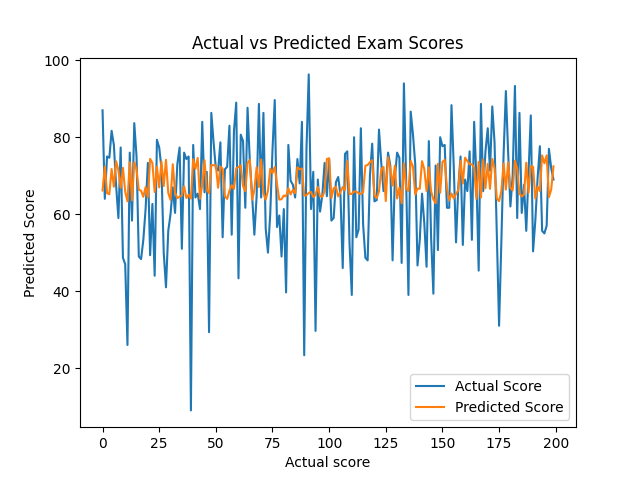 Actual vs Predicted Exam Scores
100
80
60
40
20
Predicted Score
0 25 50 75 100 125 150 175 200
Actual score
Actual Score
Predicted Score